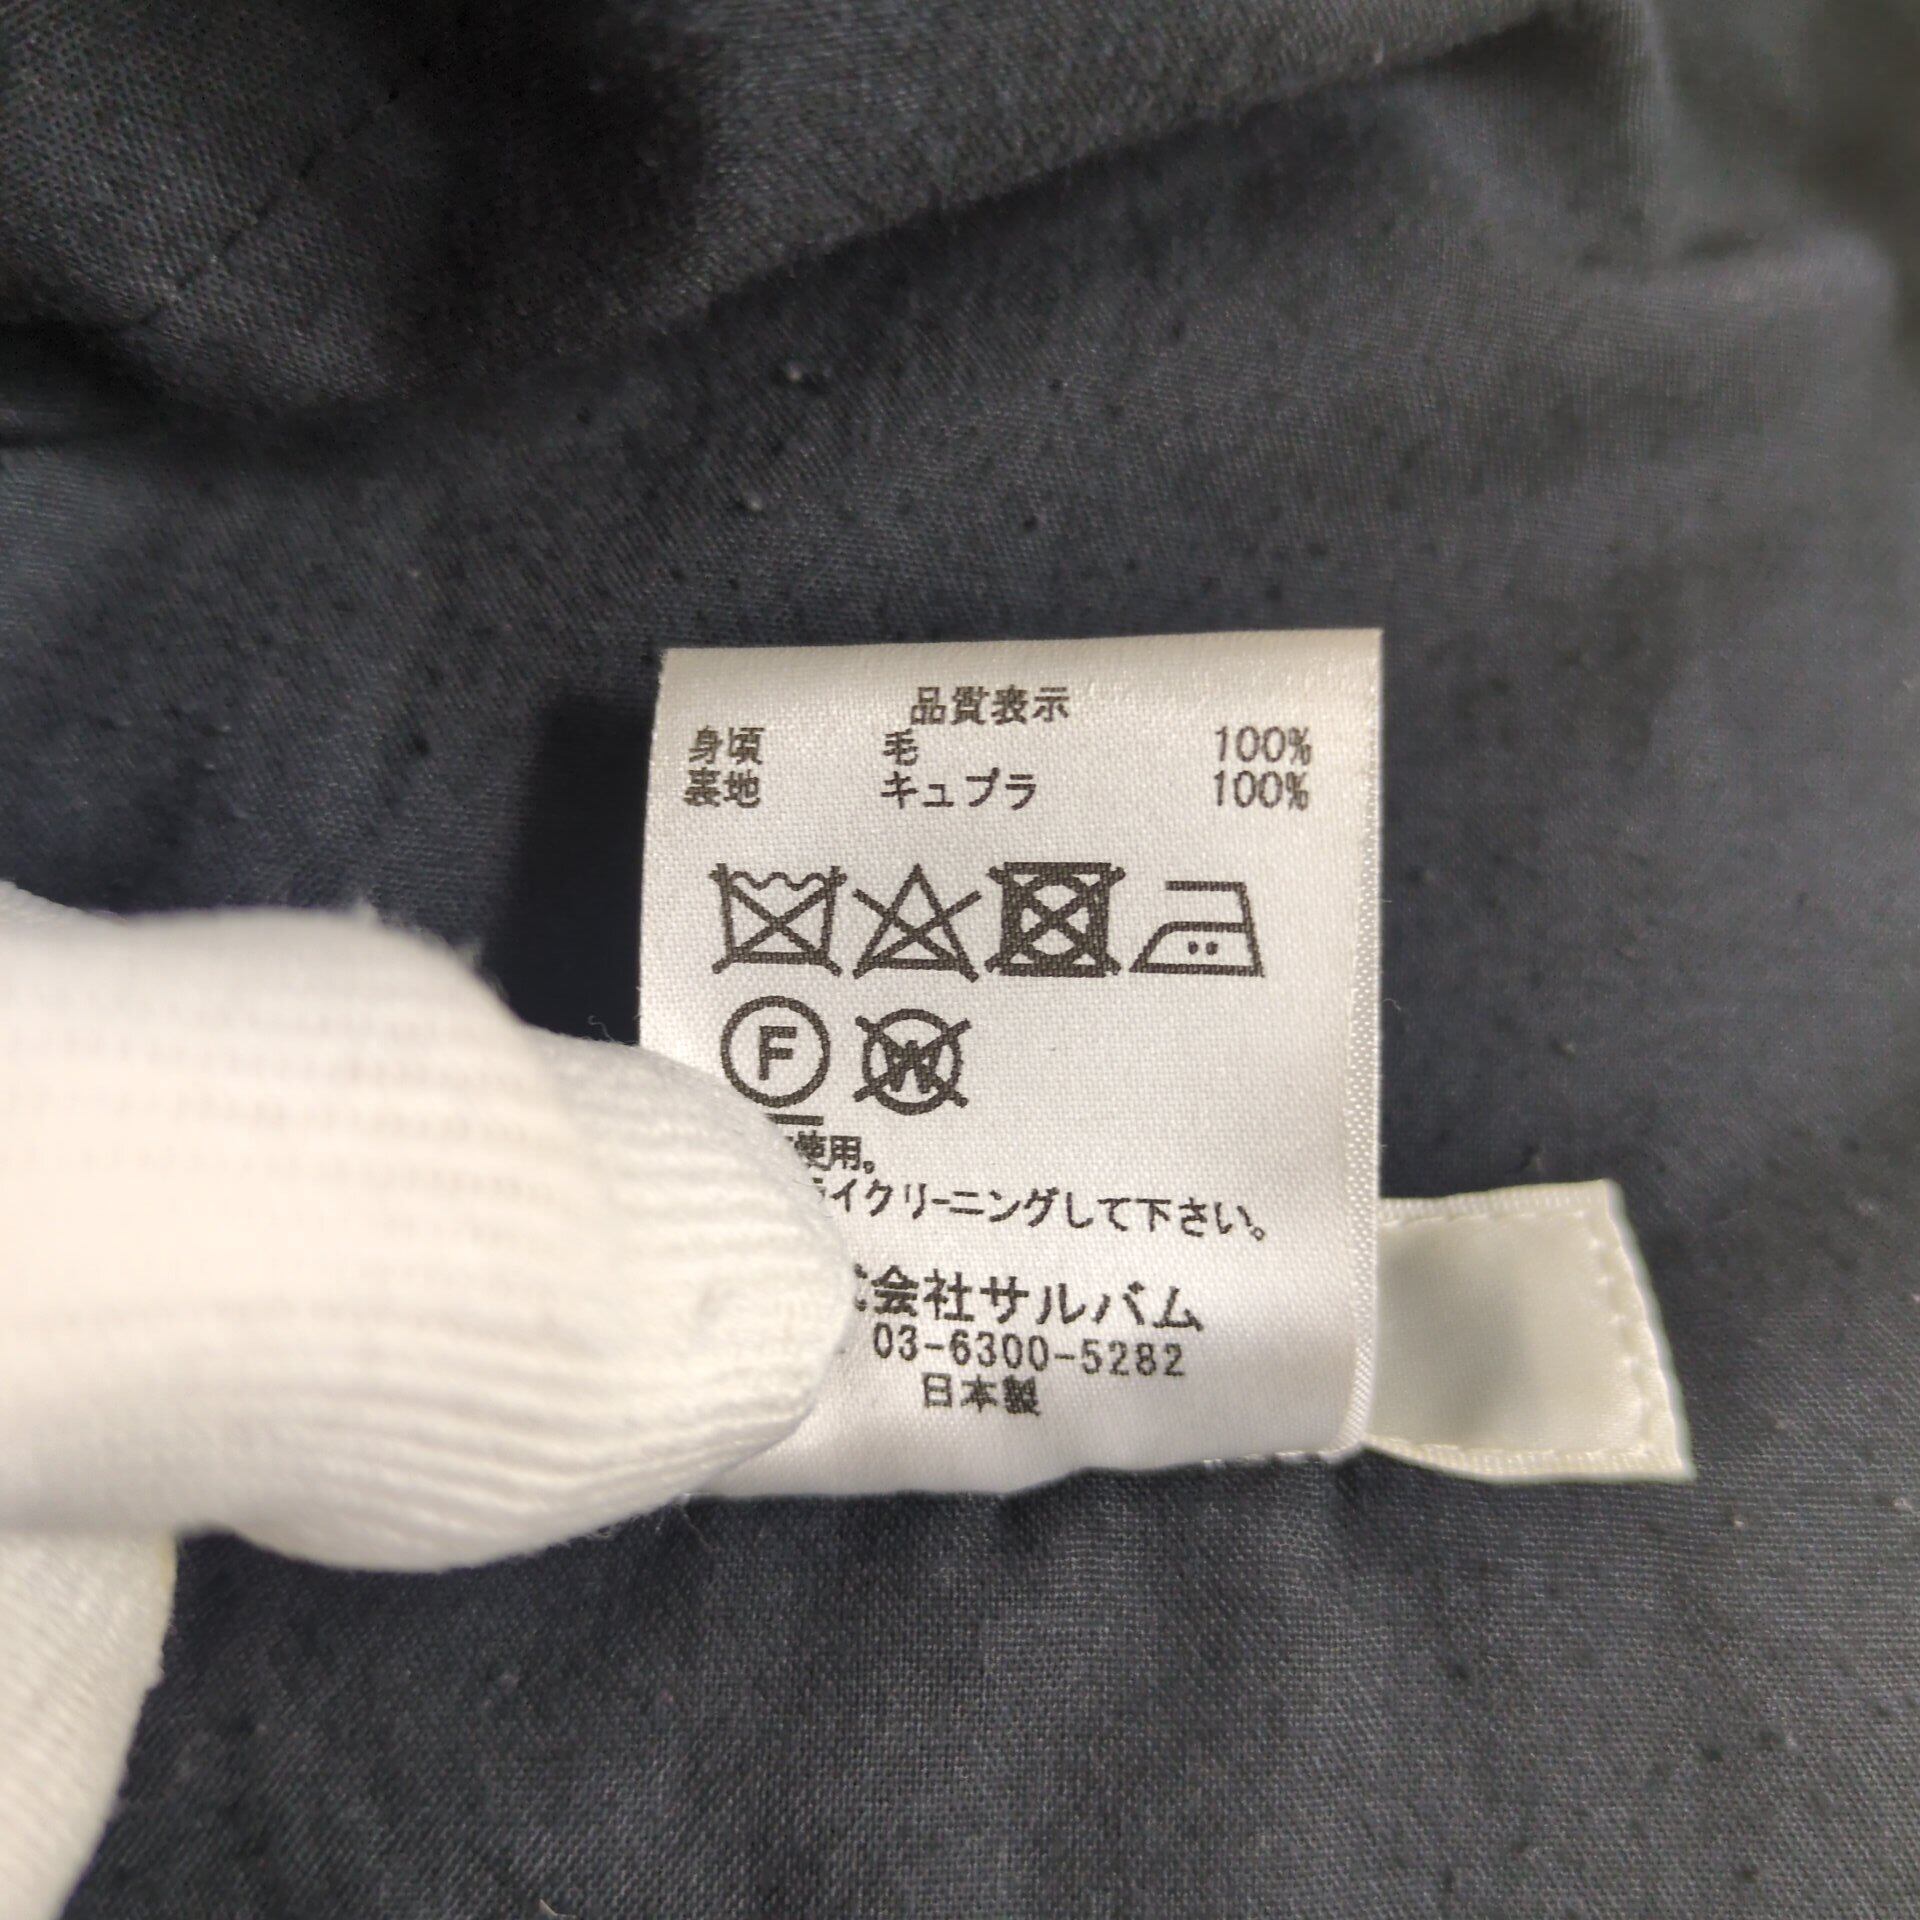 品質表示
身頃 毛 100%
裏地 キュプラ 100%
F W
使用。
ライクリーニングして下さい。
会社サルバム
03-6300-5282
日本製